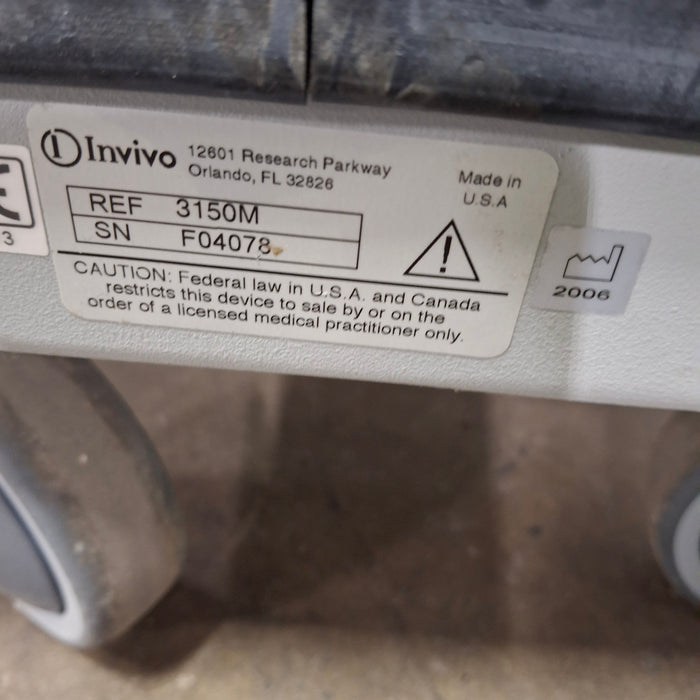 Invivo
12601 Research Parkway
Orlando, FL 32826
Made in
U.S.A
REF 3150M
SN F04078
CAUTION: Federal law in U.S.A. and Canada
restricts this device to sale by or on the
order of a licensed medical practitioner only.
3
2006